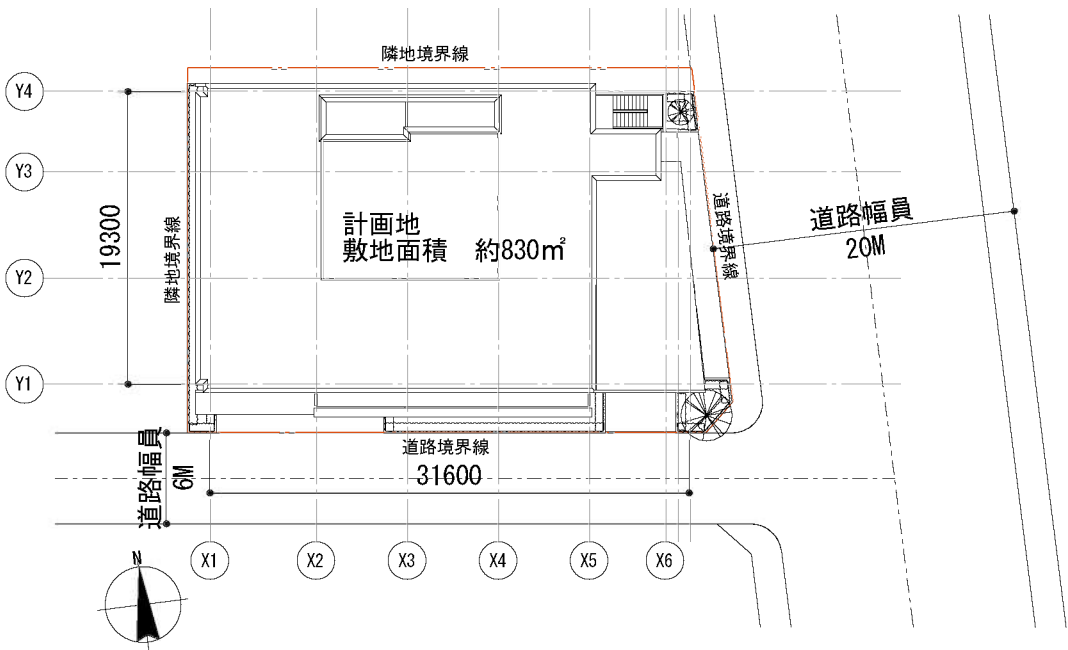 隣地境界線
Y4
Y3
19300
隣地境界線
計画地
敷地面積 約830㎡
道路境界線
道路幅員
20M
Y2
Y1
道路境界線
道路幅員
6M
31600
N
X1
X2
X3
X4
X5
X6